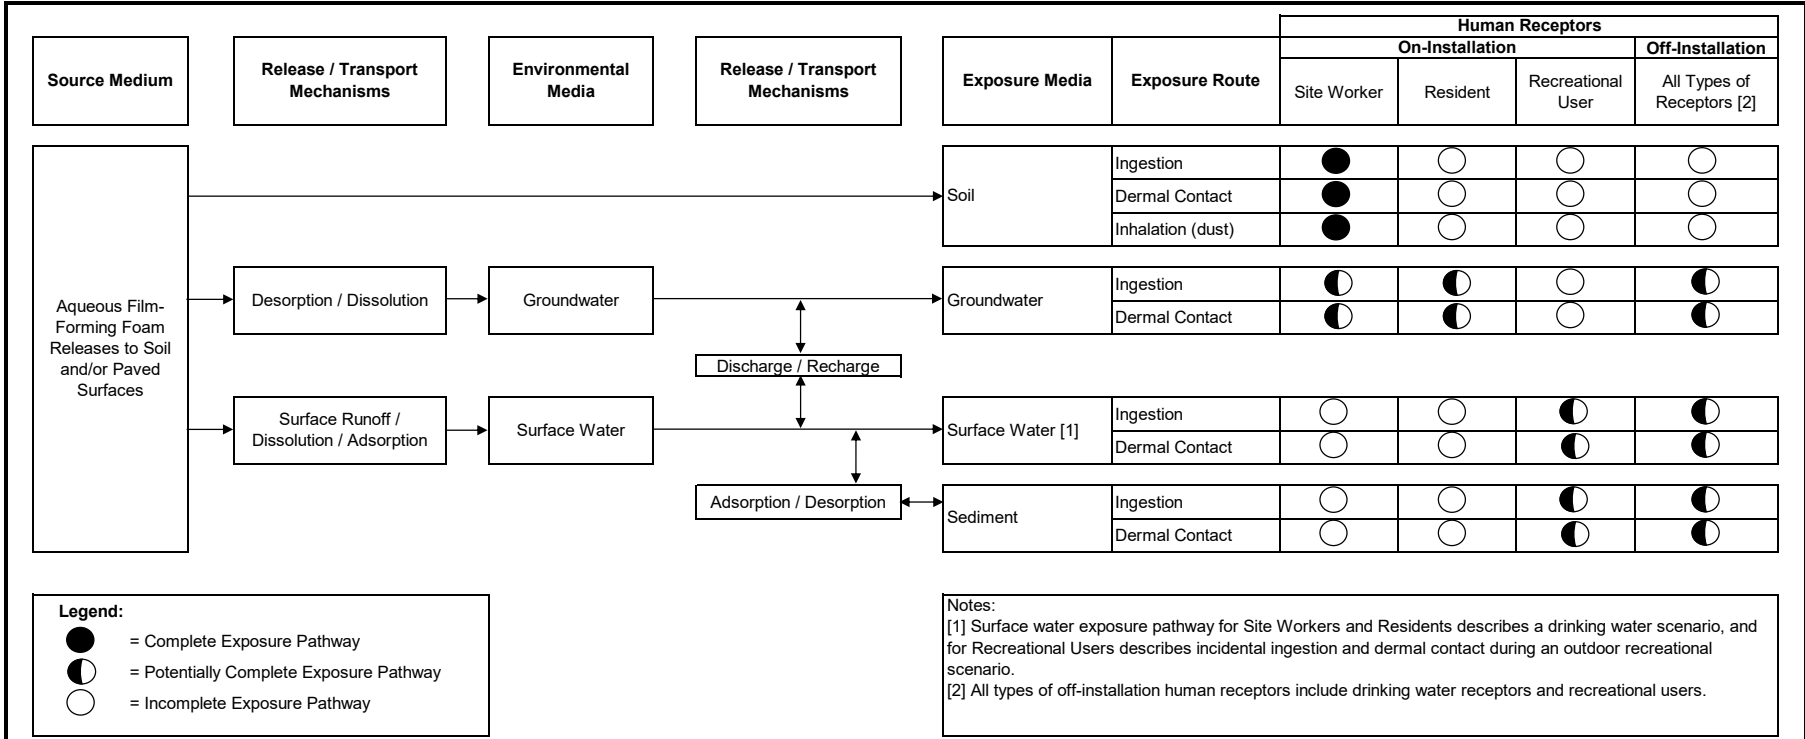 Human Receptors
On-Installation
Off-Installation
Source Medium
Release / Transport
Mechanisms
Environmental
Media
Release / Transport
Mechanisms
Exposure Media
Exposure Route
Site Worker
Resident
Recreational
User
All Types of
Receptors [2]
Aqueous Film-
Forming Foam
Releases to Soil
and/or Paved
Surfaces
Soil
Ingestion
Dermal Contact
Inhalation (dust)
Desorption / Dissolution
Groundwater
Groundwater
Ingestion
Dermal Contact
Discharge / Recharge
Surface Runoff /
Dissolution / Adsorption
Surface Water
Surface Water [1]
Ingestion
Dermal Contact
Adsorption / Desorption
Sediment
Ingestion
Dermal Contact
Legend:
= Complete Exposure Pathway
= Potentially Complete Exposure Pathway
= Incomplete Exposure Pathway
Notes:
[1] Surface water exposure pathway for Site Workers and Residents describes a drinking water scenario, and
for Recreational Users describes incidental ingestion and dermal contact during an outdoor recreational
scenario.
[2] All types of off-installation human receptors include drinking water receptors and recreational users.